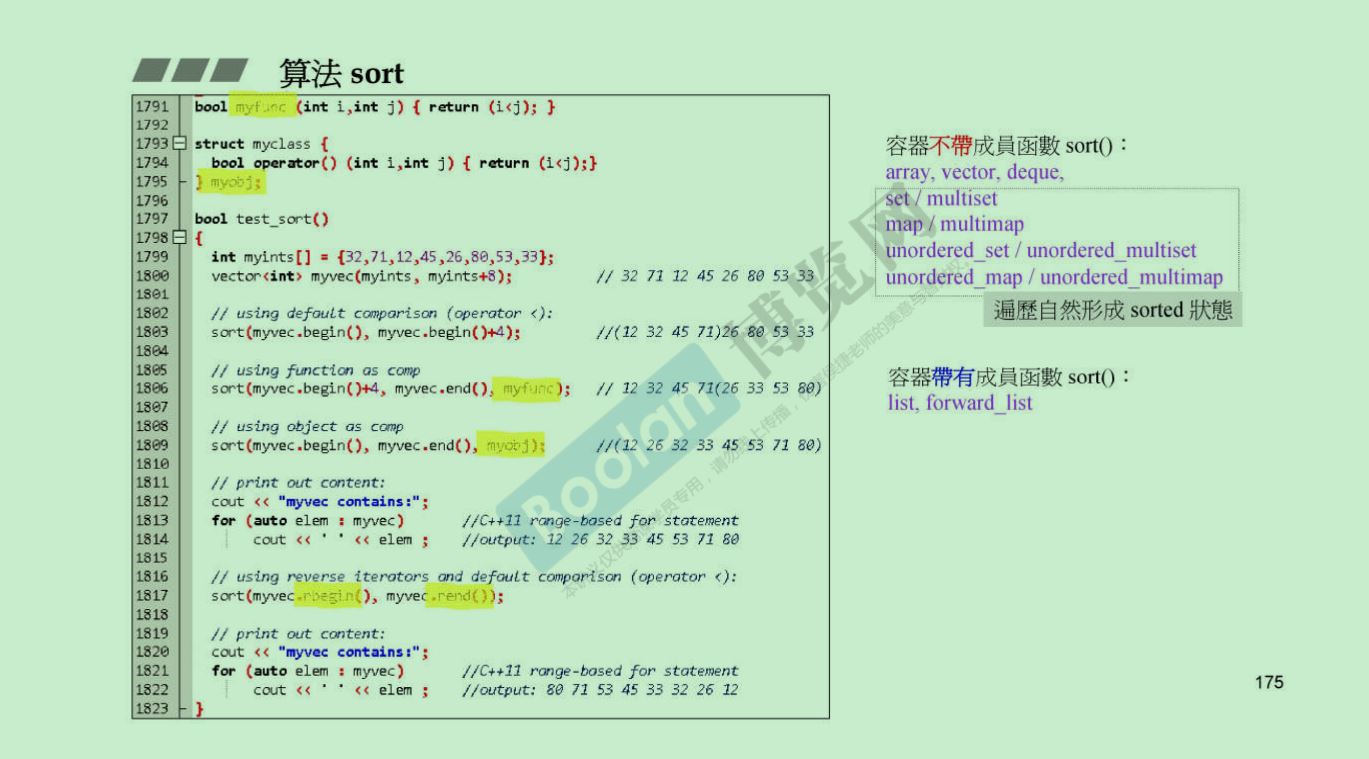 算法 sort
1791 bool myfunc (int i,int j) { return (i<j); }
1792
1793 struct myclass {
1794 bool operator() (int i,int j) { return (i<j);}
1795 } myobj;
1796
1797 bool test_sort()
1798 {
1799 int myints[] = {32,71,12,45,26,80,53,33};
1800 vector<int> myvec(myints, myints+8); // 32 71 12 45 26 80 53 33
1801
1802 // using default comparison (operator <):
1803 sort(myvec.begin(), myvec.begin()+4); //(12 32 45 71)26 80 53 33
1804
1805 // using function as comp
1806 sort(myvec.begin()+4, myvec.end(), myfunc); // 12 32 45 71(26 33 53 80)
1807
1808 // using object as comp
1809 sort(myvec.begin(), myvec.end(), myobj); //(12 26 32 33 45 53 71 80)
1810
1811 // print out content:
1812 cout << "myvec contains:";
1813 for (auto elem : myvec) //C++11 range-based for statement
1814 cout << ' ' << elem ; //output: 12 26 32 33 45 53 71 80
1815
1816 // using reverse iterators and default comparison (operator <):
1817 sort(myvec.rbegin(), myvec.rend());
1818
1819 // print out content:
1820 cout << "myvec contains:";
1821 for (auto elem : myvec) //C++11 range-based for statement
1822 cout << ' ' << elem ; //output: 80 71 53 45 33 32 26 12
1823 }
容器不帶成員函數 sort()：
array, vector, deque,
set / multiset
map / multimap
unordered_set / unordered_multiset
unordered_map / unordered_multimap
遍歷自然形成 sorted 狀態
容器帶有成員函數 sort()：
list, forward_list
Boolan 博览网
175